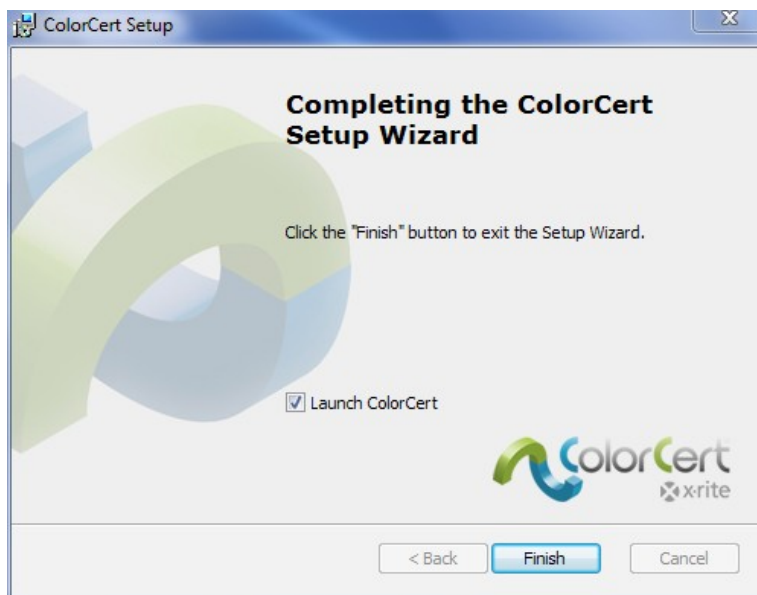 ColorCert Setup
Completing the ColorCert
Setup Wizard
Click the "Finish" button to exit the Setup Wizard.
Launch ColorCert
ColorCert
x·rite
< Back
Finish
Cancel